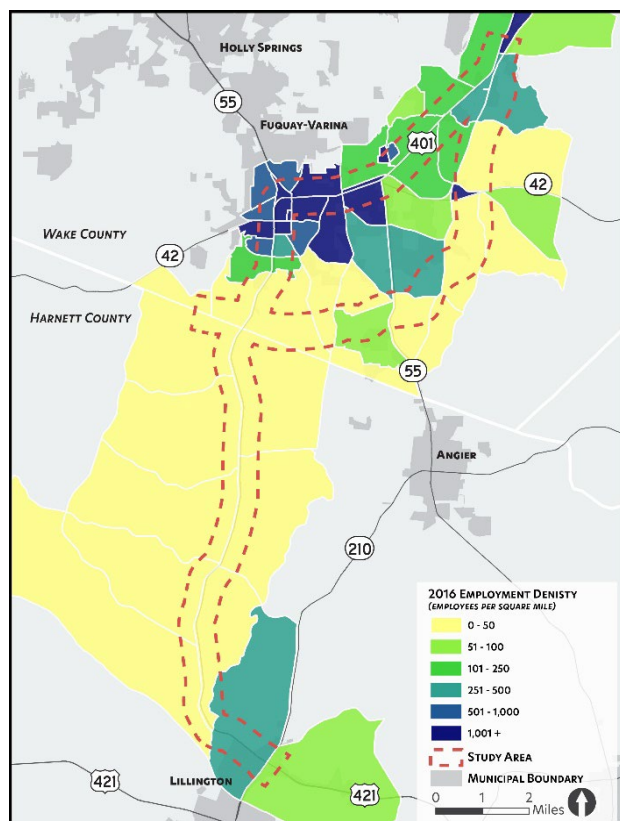 HOLLY SPRINGS
55
FUQUAY-VARINA
401
42
WAKE COUNTY
42
HARNETT COUNTY
55
ANGIER
210
2016 EMPLOYMENT DENISTY
(EMPLOYEES PER SQUARE MILE)
0 - 50
51 - 100
101 - 250
251 - 500
501 - 1,000
1,001 +
STUDY AREA
MUNICIPAL BOUNDARY
0 1 2
Miles
421
LILLINGTON
421